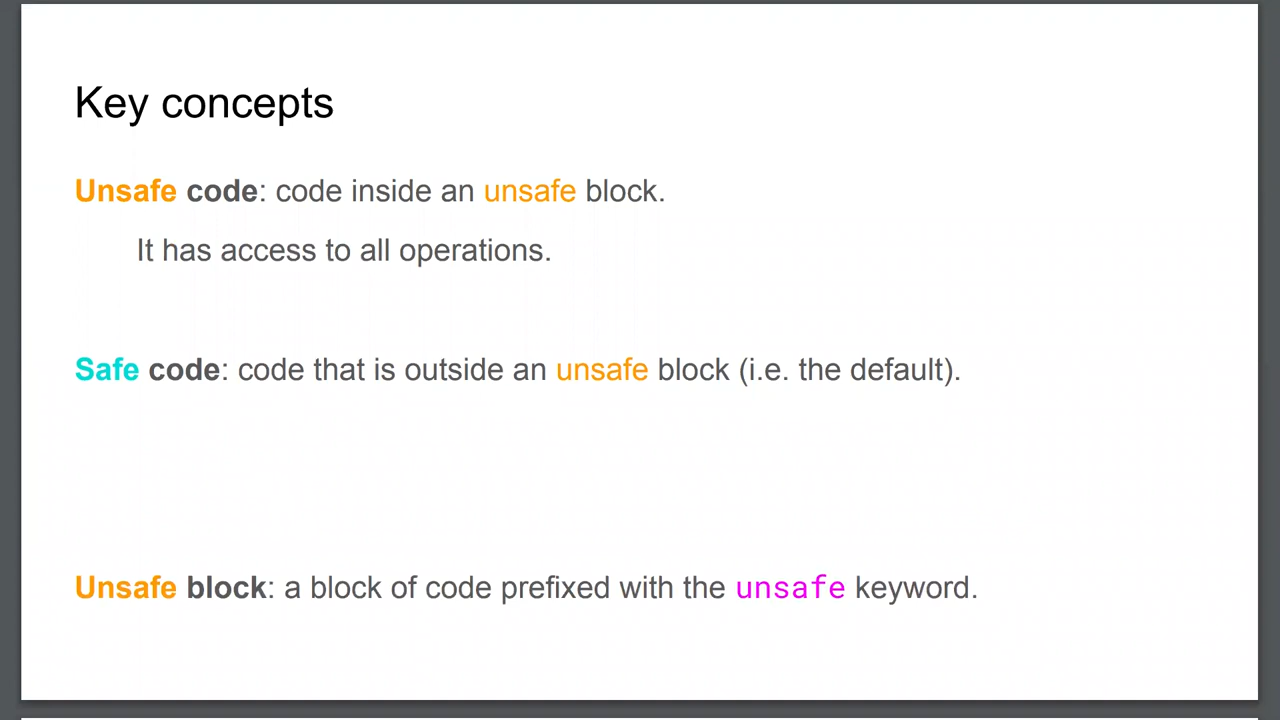 Key concepts
Unsafe code: code inside an unsafe block.
It has access to all operations.
Safe code: code that is outside an unsafe block (i.e. the default).
Unsafe block: a block of code prefixed with the unsafe keyword.